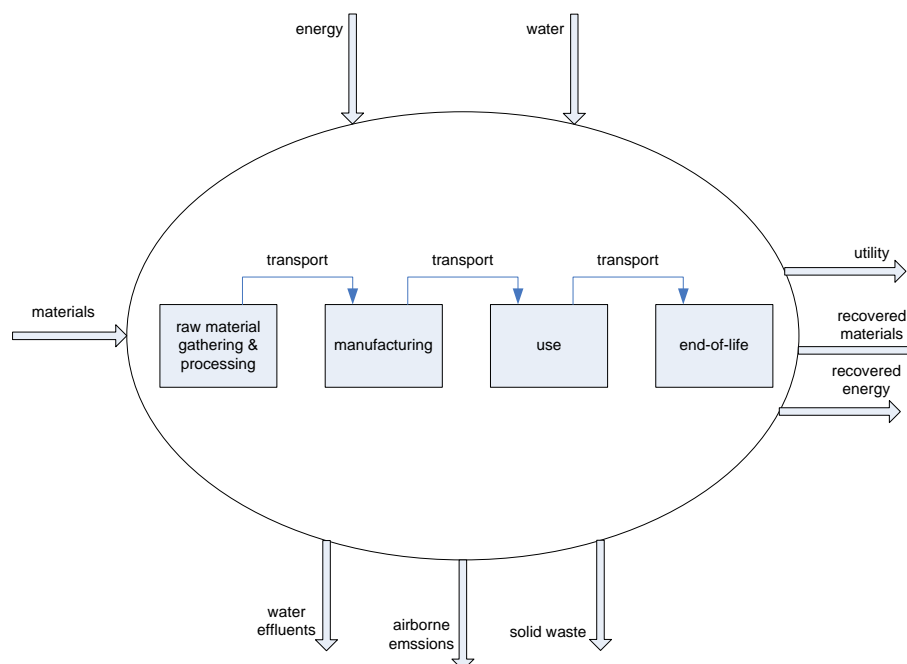 energy
water
transport
transport
transport
utility
materials
raw material
gathering &
processing
manufacturing
use
end-of-life
recovered
materials
recovered
energy
water
effluents
airborne
emssions
solid waste